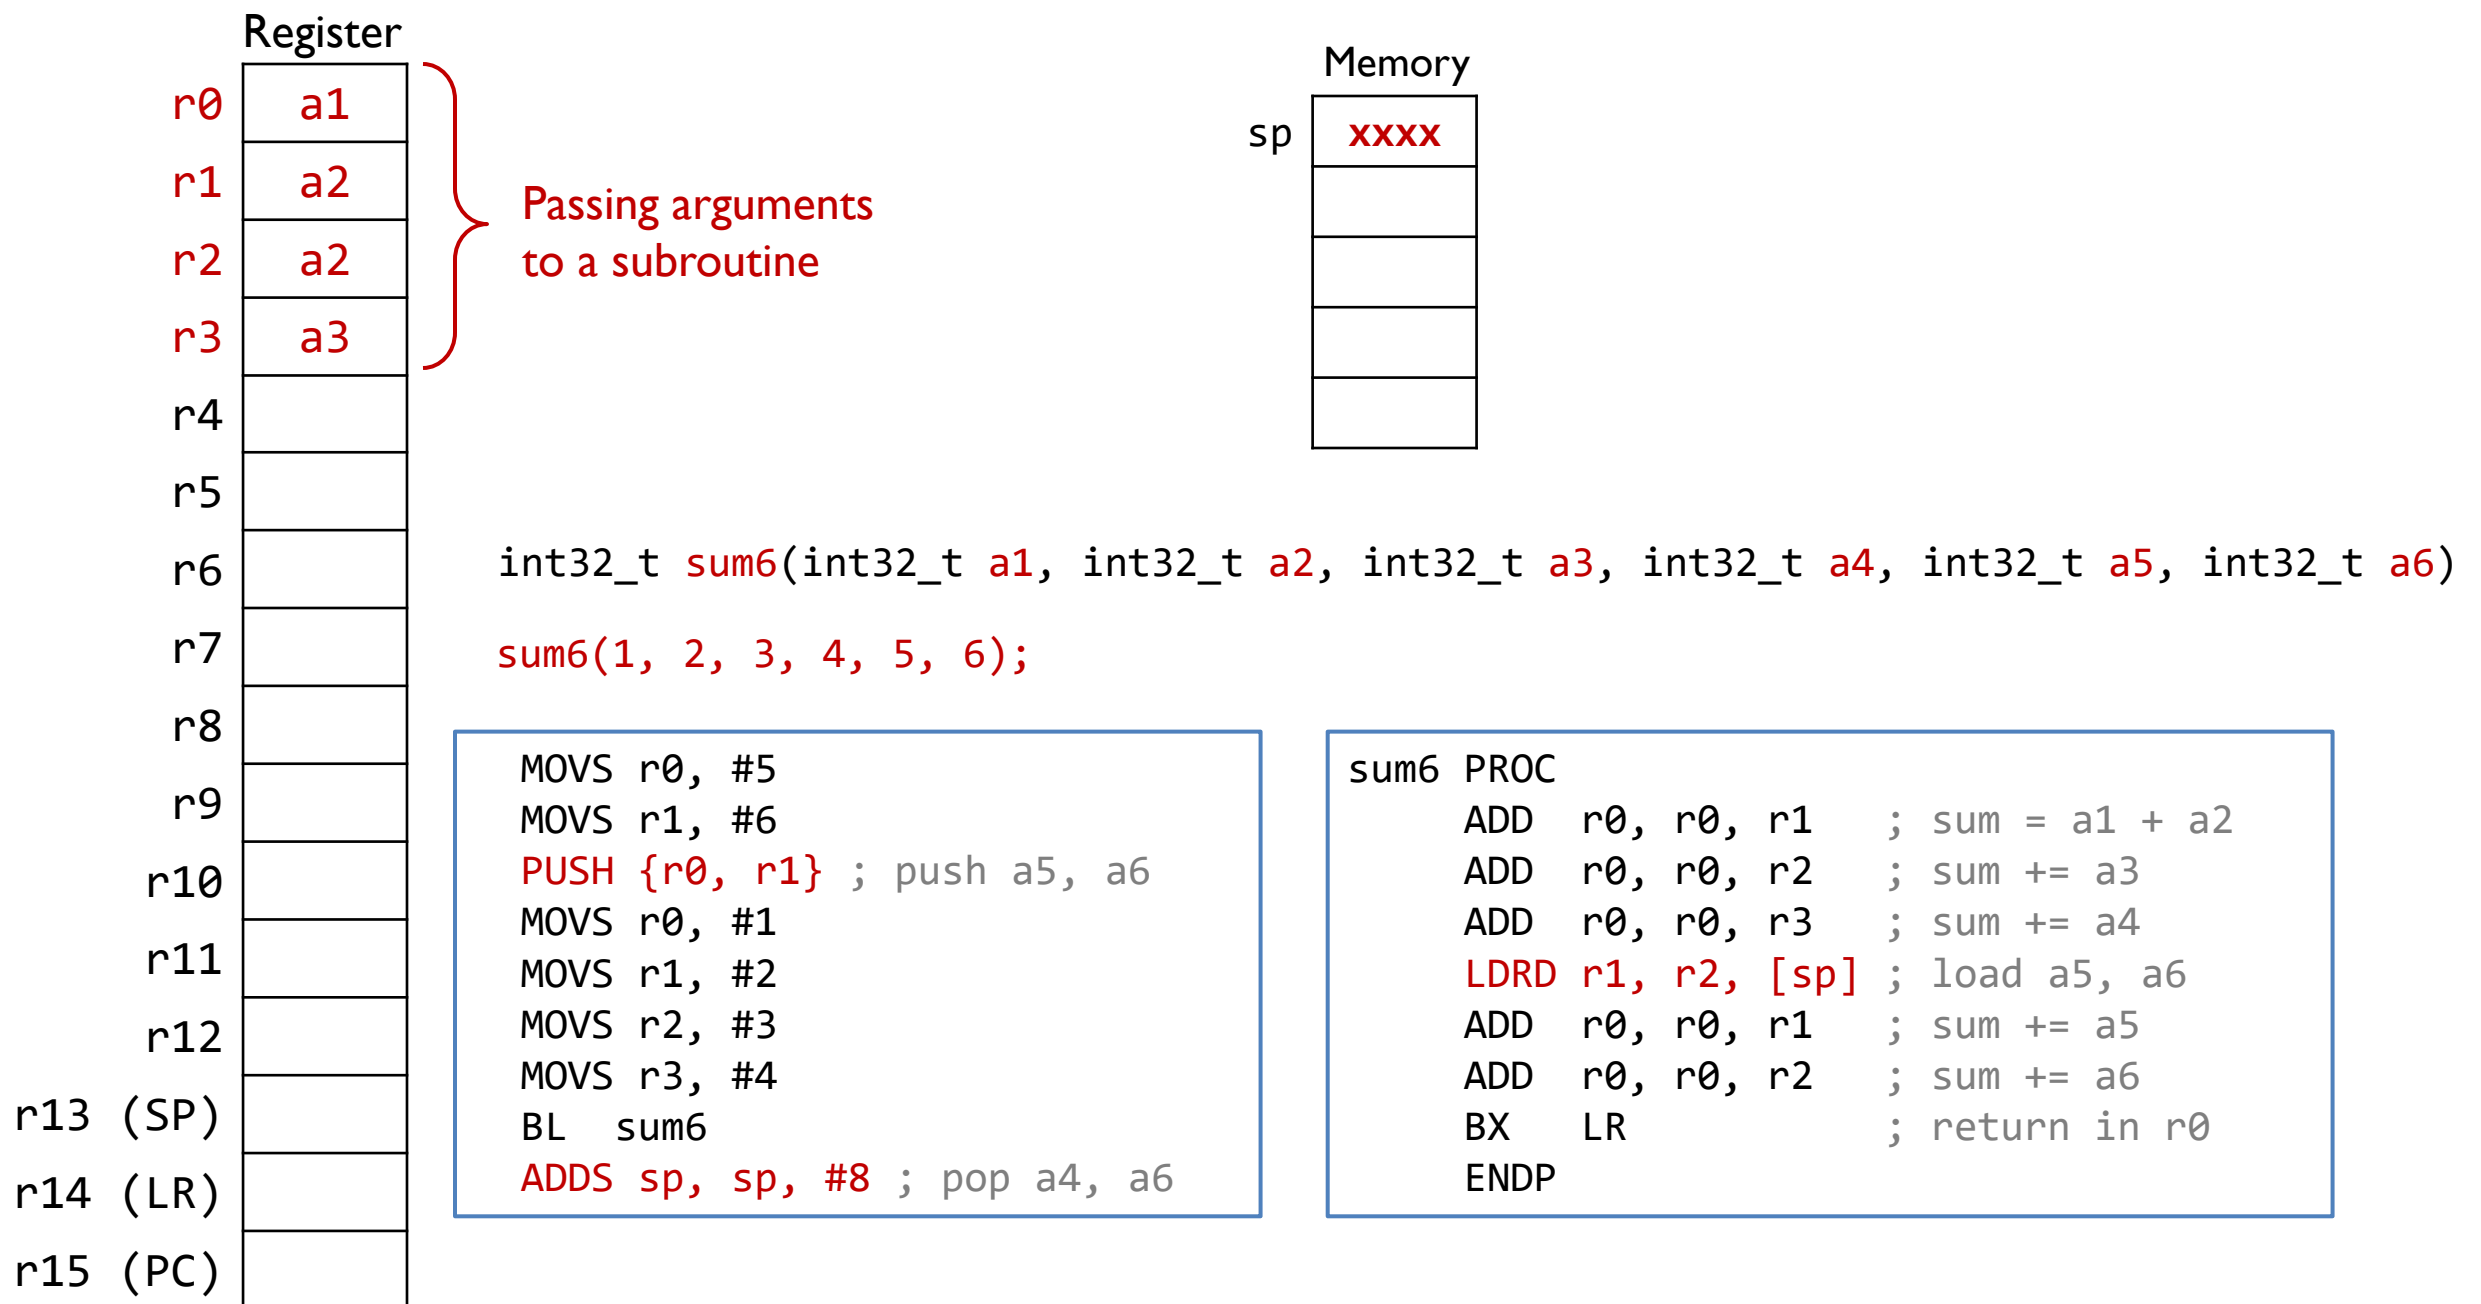 Register
r0 a1
r1 a2
r2 a2
r3 a3
r4
r5
r6
r7
r8
r9
r10
r11
r12
r13 (SP)
r14 (LR)
r15 (PC)
Passing arguments
to a subroutine
Memory
sp xxxx
int32_t sum6(int32_t a1, int32_t a2, int32_t a3, int32_t a4, int32_t a5, int32_t a6)
sum6(1, 2, 3, 4, 5, 6);
MOVS r0, #5
MOVS r1, #6
PUSH {r0, r1} ; push a5, a6
MOVS r0, #1
MOVS r1, #2
MOVS r2, #3
MOVS r3, #4
BL sum6
ADDS sp, sp, #8 ; pop a4, a6
sum6 PROC
ADD r0, r0, r1 ; sum = a1 + a2
ADD r0, r0, r2 ; sum += a3
ADD r0, r0, r3 ; sum += a4
LDRD r1, r2, [sp] ; load a5, a6
ADD r0, r0, r1 ; sum += a5
ADD r0, r0, r2 ; sum += a6
BX LR ; return in r0
ENDP